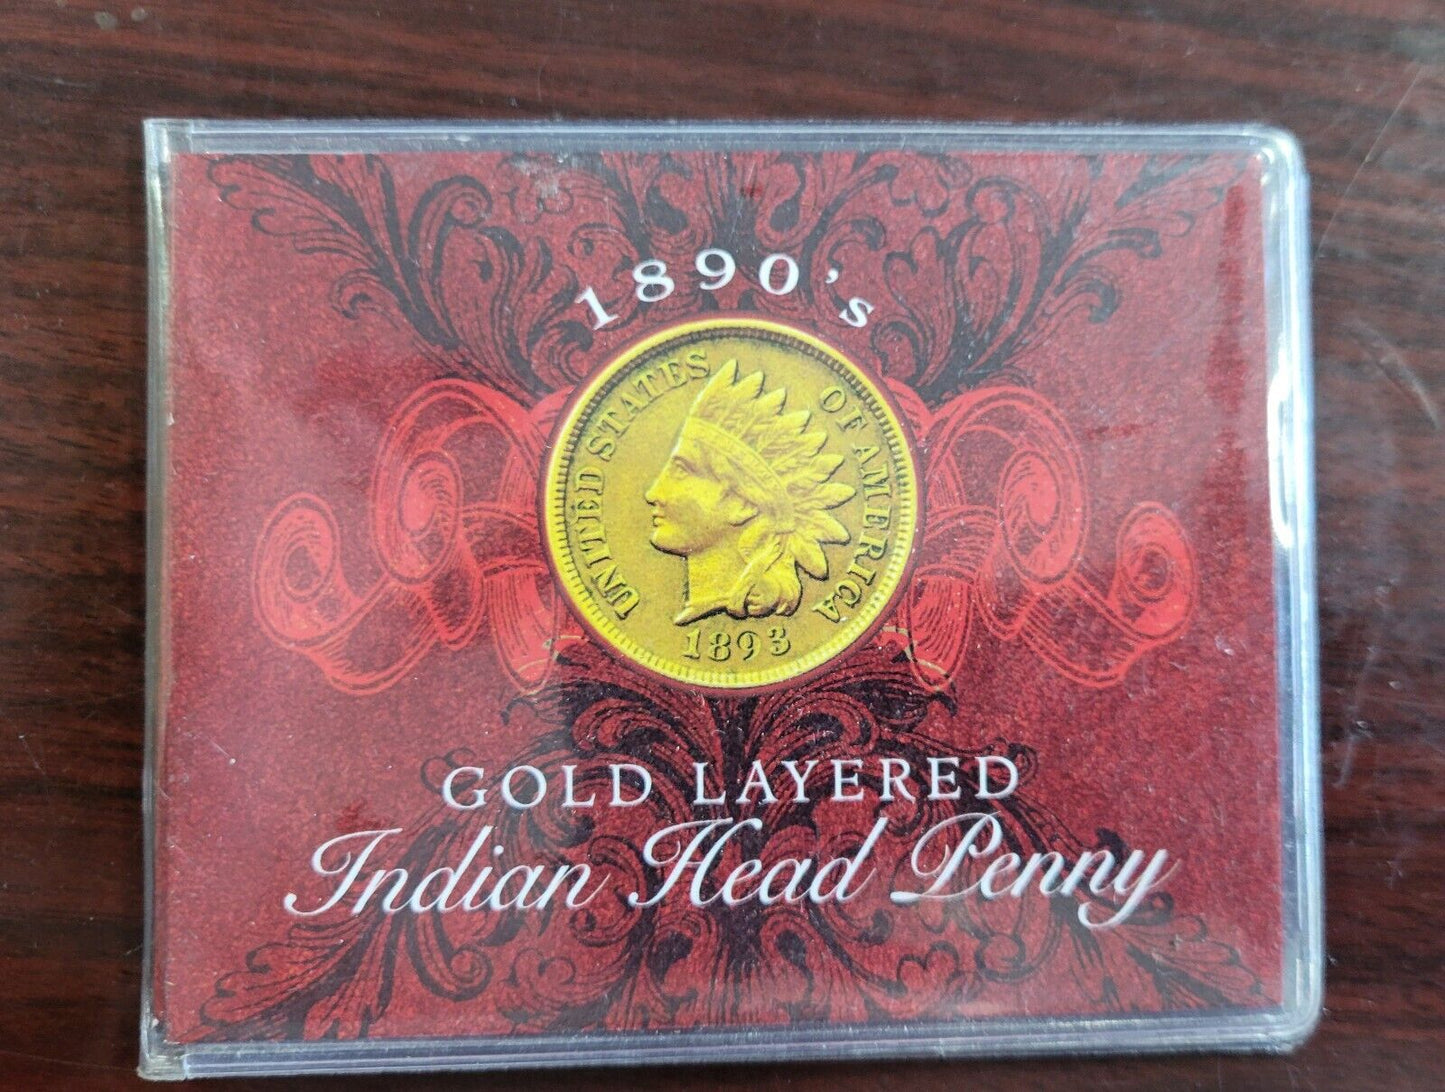 1890's
UNITED STATES OF AMERICA
1893
GOLD LAYERED
Indian Head Penny